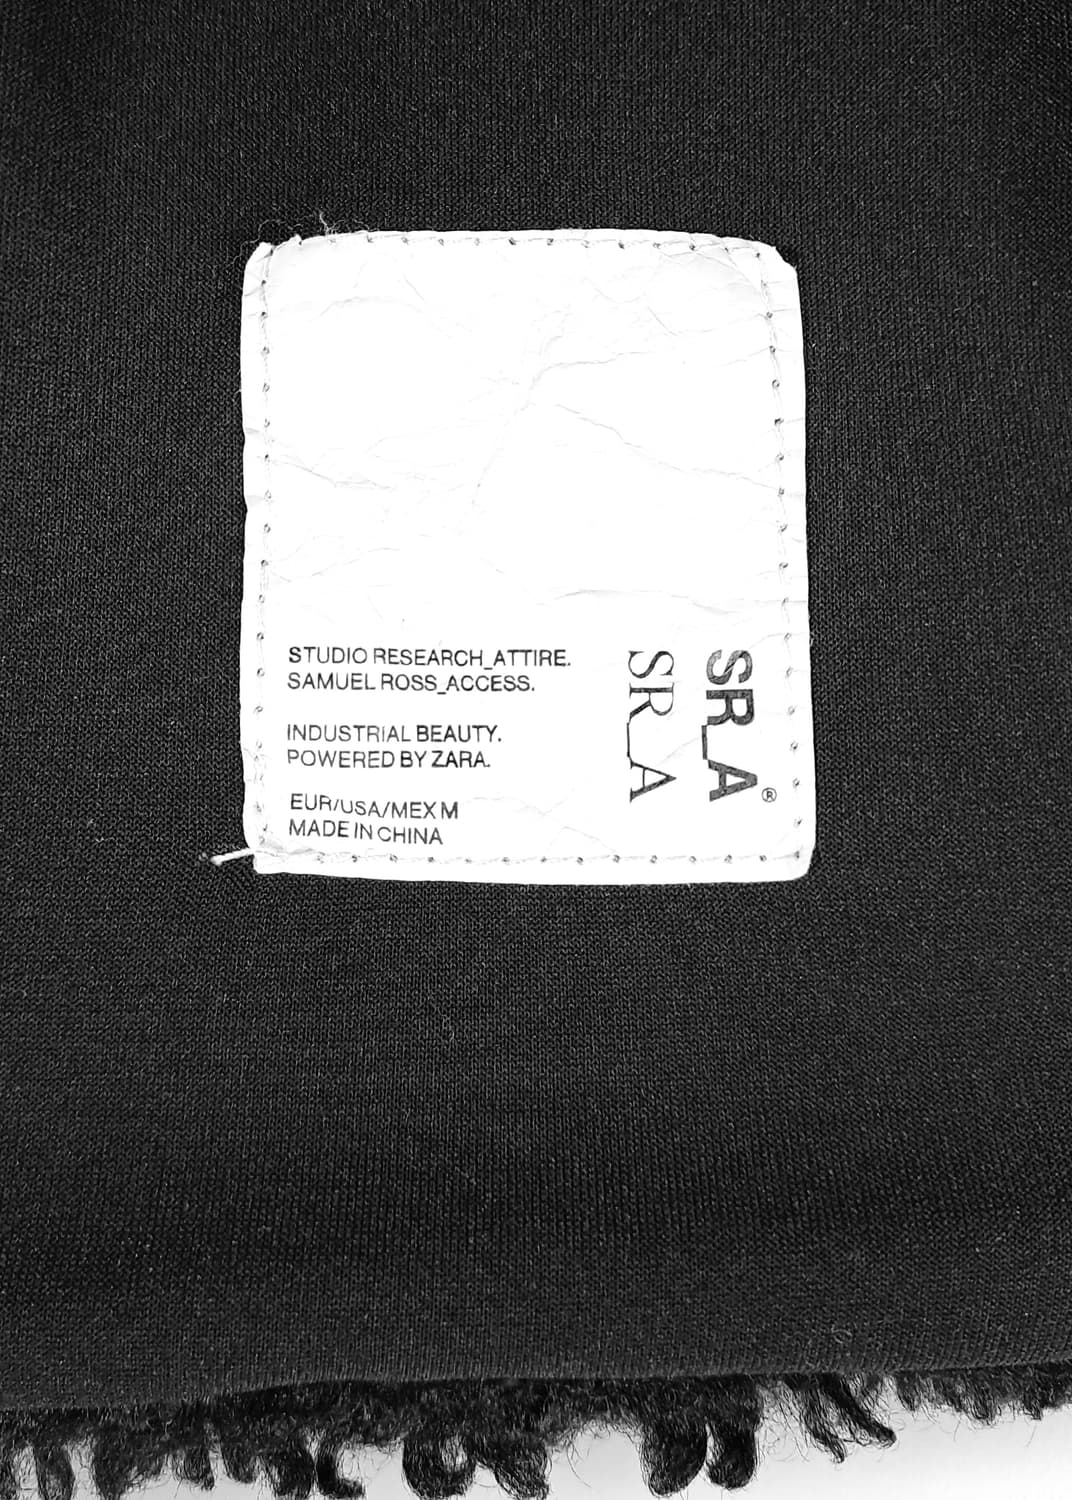 STUDIO RESEARCH_ATTIRE.
SAMUEL ROSS_ACCESS.
INDUSTRIAL BEAUTY.
POWERED BY ZARA.
EUR/USA/MEX M
MADE IN CHINA
SR_A
SR_A®